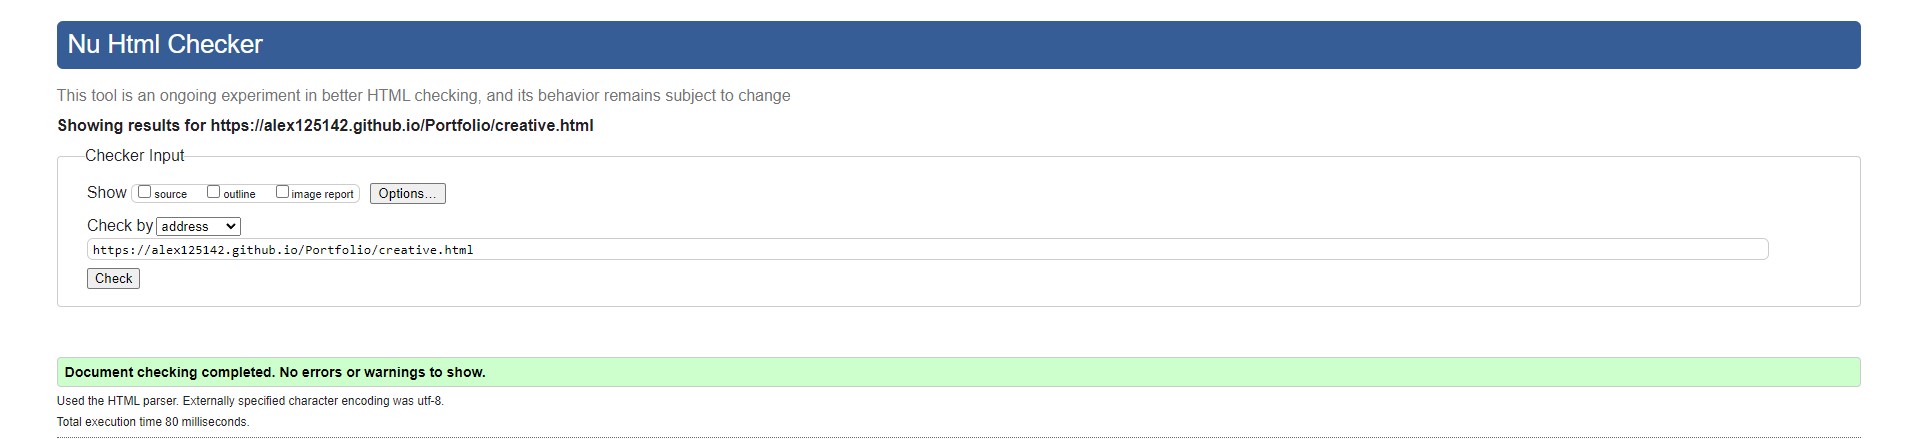 Nu Html Checker
This tool is an ongoing experiment in better HTML checking, and its behavior remains subject to change
Showing results for https://alex125142.github.io/Portfolio/creative.html
Checker Input
Show source outline image report Options...
Check by address
https://alex125142.github.io/Portfolio/creative.html
Check
Document checking completed. No errors or warnings to show.
Used the HTML parser. Externally specified character encoding was utf-8.
Total execution time 80 milliseconds.